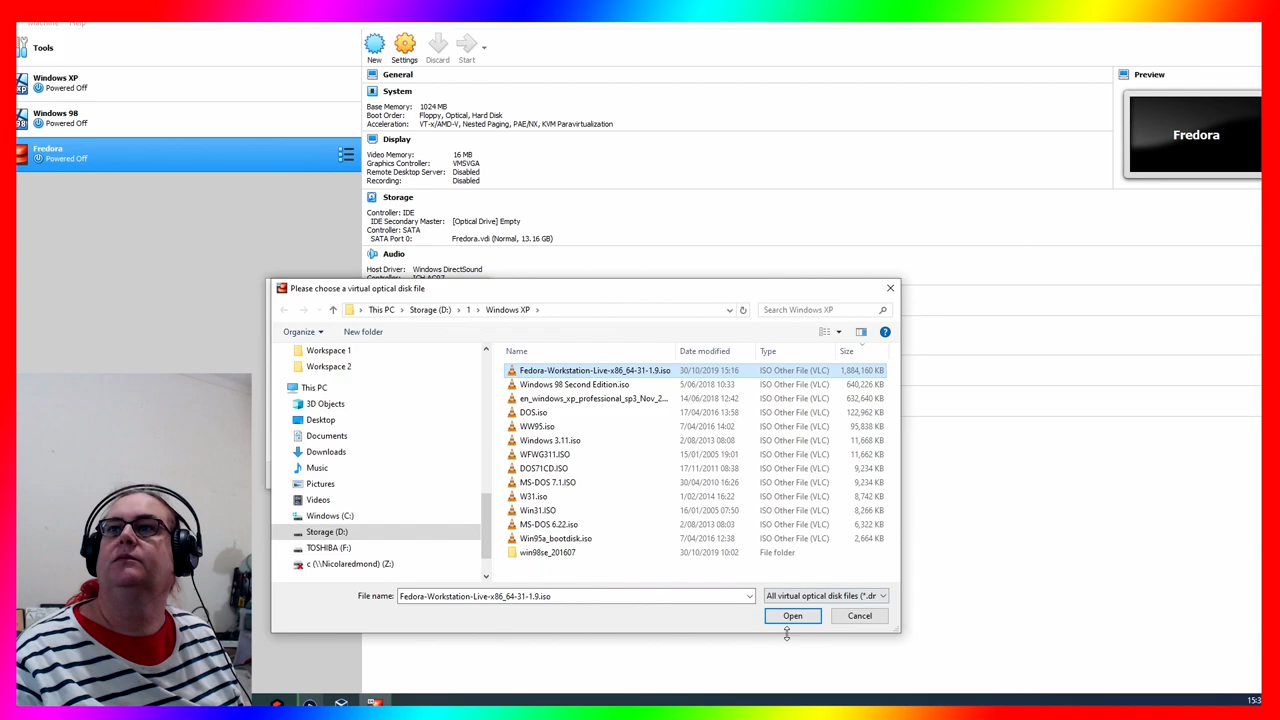 Machine Help
Tools
New Settings Discard Start
Windows XP
Powered Off
Windows 98
Powered Off
Fredora
Powered Off
General
System
Base Memory: 1024 MB
Boot Order: Floppy, Optical, Hard Disk
Acceleration: VT-x/AMD-V, Nested Paging, PAE/NX, KVM Paravirtualization
Display
Video Memory: 16 MB
Graphics Controller: VMSVGA
Remote Desktop Server: Disabled
Recording: Disabled
Storage
Controller: IDE
IDE Secondary Master: [Optical Drive] Empty
Controller: SATA
SATA Port 0: Fredora.vdi (Normal, 13.16 GB)
Audio
Host Driver: Windows DirectSound
Preview
Fredora
Please choose a virtual optical disk file
This PC > Storage (D:) > 1 > Windows XP >
Search Windows XP
Organize New folder
Workspace 1
Workspace 2
This PC
3D Objects
Desktop
Documents
Downloads
Music
Pictures
Videos
Windows (C:)
Storage (D:)
TOSHIBA (F:)
c (\\Nicolaredmond) (Z:)
Name Date modified Type Size
Fedora-Workstation-Live-x86_64-31-1.9.iso 30/10/2019 15:16 ISO Other File (VLC) 1,884,160 KB
Windows 98 Second Edition.iso 5/06/2018 10:33 ISO Other File (VLC) 640,226 KB
en_windows_xp_professional_sp3_Nov_2... 14/06/2018 12:42 ISO Other File (VLC) 632,640 KB
DOS.iso 17/04/2016 13:58 ISO Other File (VLC) 122,962 KB
WW95.iso 7/04/2016 14:02 ISO Other File (VLC) 95,838 KB
Windows 3.11.iso 2/08/2013 08:08 ISO Other File (VLC) 11,668 KB
WFWG311.ISO 15/01/2005 19:01 ISO Other File (VLC) 11,662 KB
DOS71CD.ISO 17/11/2011 08:38 ISO Other File (VLC) 9,234 KB
MS-DOS 7.1.ISO 30/04/2010 16:26 ISO Other File (VLC) 9,234 KB
W31.iso 1/02/2014 16:22 ISO Other File (VLC) 8,742 KB
Win31.ISO 16/01/2005 07:50 ISO Other File (VLC) 8,266 KB
MS-DOS 6.22.iso 2/08/2013 08:03 ISO Other File (VLC) 6,322 KB
Win95a_bootdisk.iso 7/04/2016 12:38 ISO Other File (VLC) 2,664 KB
win98se_201607 30/10/2019 10:02 File folder
File name: Fedora-Workstation-Live-x86_64-31-1.9.iso
All virtual optical disk files (*.dr
Open Cancel